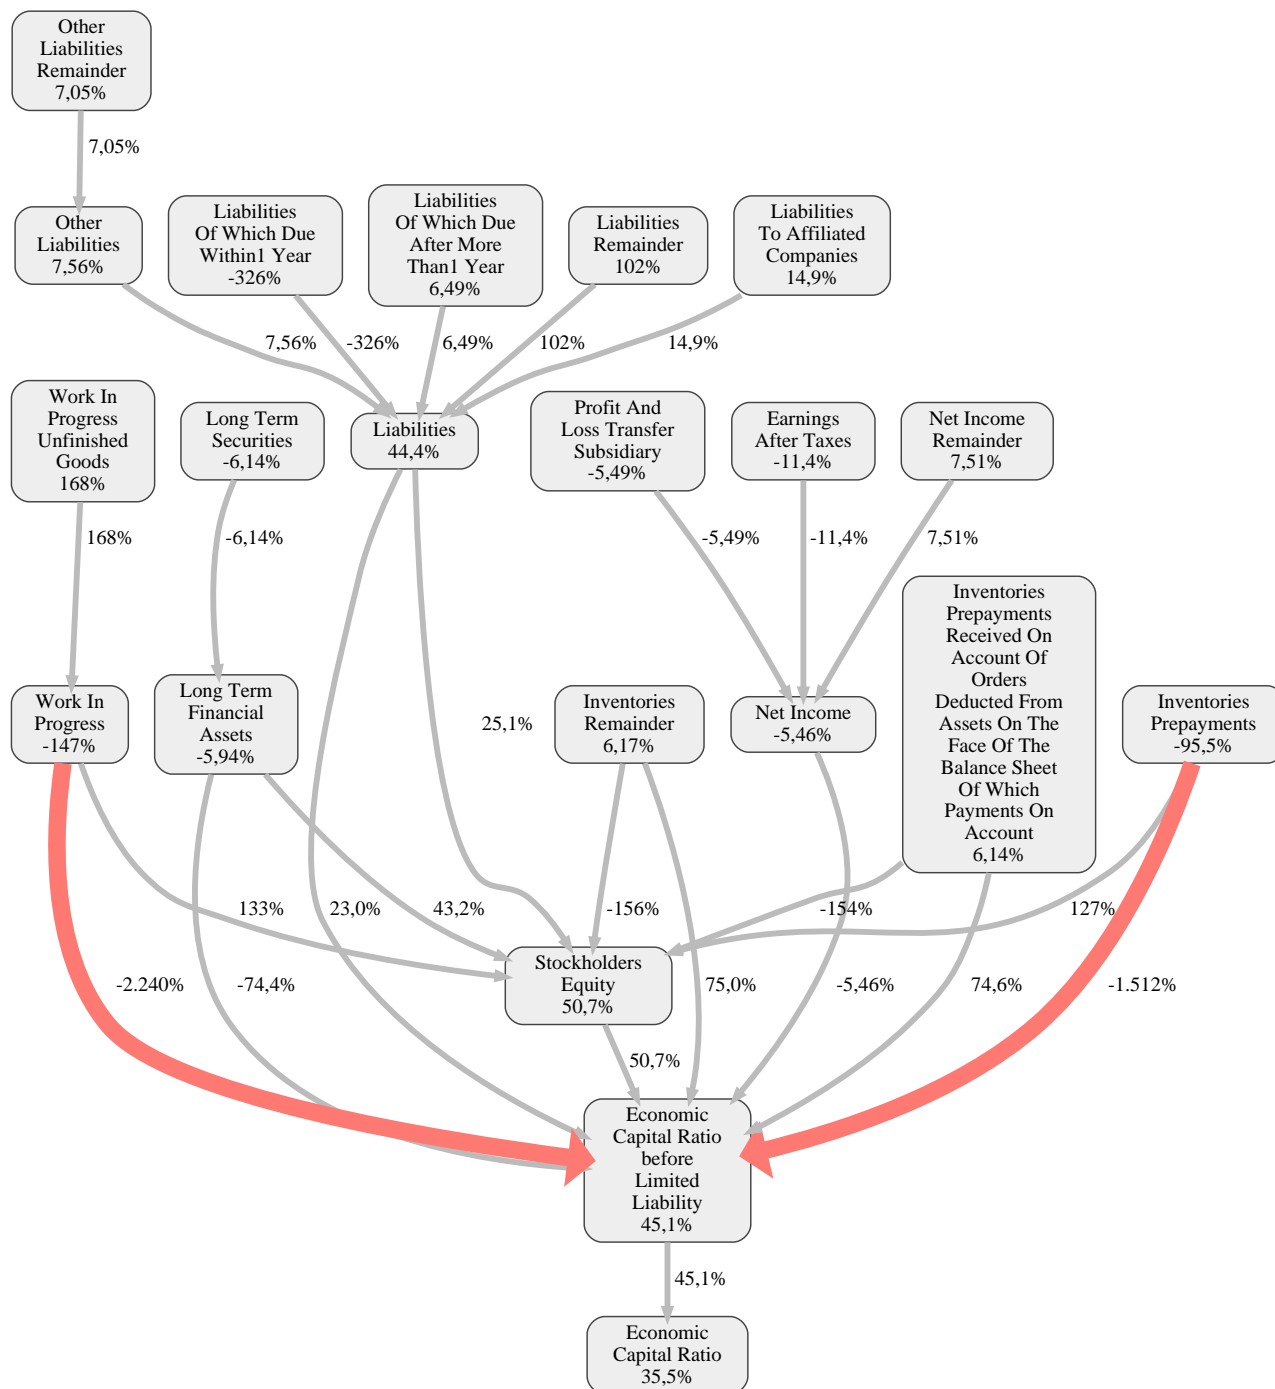 Other
Liabilities
Remainder
7,05%
7,05%
Other
Liabilities
7,56%
Liabilities
Of Which Due
Within1 Year
-326%
Liabilities
Of Which Due
After More
Than1 Year
6,49%
Liabilities
Remainder
102%
Liabilities
To Affiliated
Companies
14,9%
7,56%
-326%
6,49%
102%
14,9%
Work In
Progress
Unfinished
Goods
168%
Long Term
Securities
-6,14%
Liabilities
44,4%
Profit And
Loss Transfer
Subsidiary
-5,49%
Earnings
After Taxes
-11,4%
Net Income
Remainder
7,51%
168%
-6,14%
-5,49%
-11,4%
7,51%
Work In
Progress
-147%
Long Term
Financial
Assets
-5,94%
25,1%
Inventories
Remainder
6,17%
Net Income
-5,46%
Inventories
Prepayments
Received On
Account Of
Orders
Deducted From
Assets On The
Face Of The
Balance Sheet
Of Which
Payments On
Account
6,14%
Inventories
Prepayments
-95,5%
133%
23,0%
43,2%
-156%
-154%
127%
Stockholders
Equity
50,7%
-2.240%
-74,4%
75,0%
-5,46%
74,6%
-1.512%
50,7%
Economic
Capital Ratio
before
Limited
Liability
45,1%
45,1%
Economic
Capital Ratio
35,5%